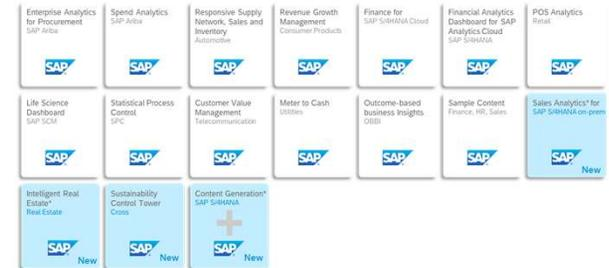 Enterprise Analytics
for Procurement
SAP Ariba
SAP
Spend Analytics
SAP Ariba
SAP
Responsive Supply
Network, Sales and
Inventory
Automotive
SAP
Revenue Growth
Management
Consumer Products
SAP
Finance for
SAP S/4HANA Cloud
SAP
Financial Analytics
Dashboard for SAP
Analytics Cloud
SAP S/4HANA
SAP
POS Analytics
Retail
SAP
Life Science
Dashboard
SAP SCM
SAP
Statistical Process
Control
SPC
SAP
Customer Value
Management
Telecommunication
SAP
Meter to Cash
Utilities
SAP
Outcome-based
business Insights
OBBI
SAP
Sample Content
Finance, HR, Sales
SAP
Sales Analytics* for
SAP S/4HANA on-prem
SAP
New
Intelligent Real
Estate*
Real Estate
SAP
New
Sustainability
Control Tower
Cross
SAP
New
Content Generation*
SAP S/4HANA
SAP
New